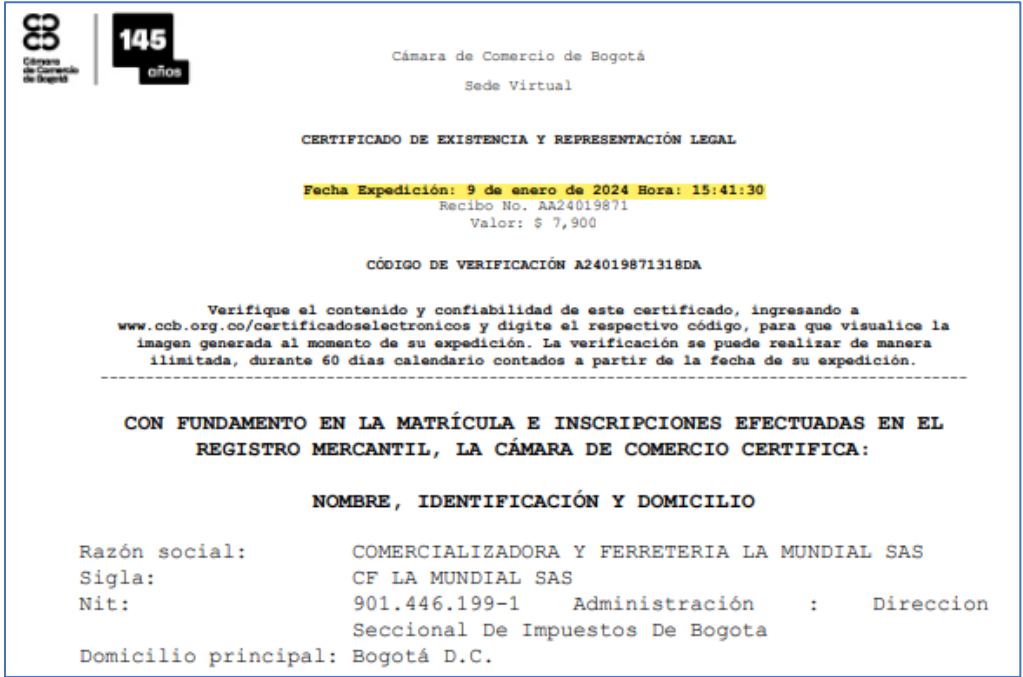 Cámara
de Comercio
de Bogotá
145
años
Cámara de Comercio de Bogotá
Sede Virtual
CERTIFICADO DE EXISTENCIA Y REPRESENTACIÓN LEGAL
Fecha Expedición: 9 de enero de 2024 Hora: 15:41:30
Recibo No. AA24019871
Valor: $ 7,900
CÓDIGO DE VERIFICACIÓN A24019871318DA
Verifique el contenido y confiabilidad de este certificado, ingresando a
www.ccb.org.co/certificadoselectronicos y digite el respectivo código, para que visualice la
imagen generada al momento de su expedición. La verificación se puede realizar de manera
ilimitada, durante 60 días calendario contados a partir de la fecha de su expedición.
CON FUNDAMENTO EN LA MATRÍCULA E INSCRIPCIONES EFECTUADAS EN EL
REGISTRO MERCANTIL, LA CÁMARA DE COMERCIO CERTIFICA:
NOMBRE, IDENTIFICACIÓN Y DOMICILIO
Razón social: COMERCIALIZADORA Y FERRETERIA LA MUNDIAL SAS
Sigla: CF LA MUNDIAL SAS
Nit: 901.446.199-1 Administración : Direccion
Seccional De Impuestos De Bogota
Domicilio principal: Bogotá D.C.